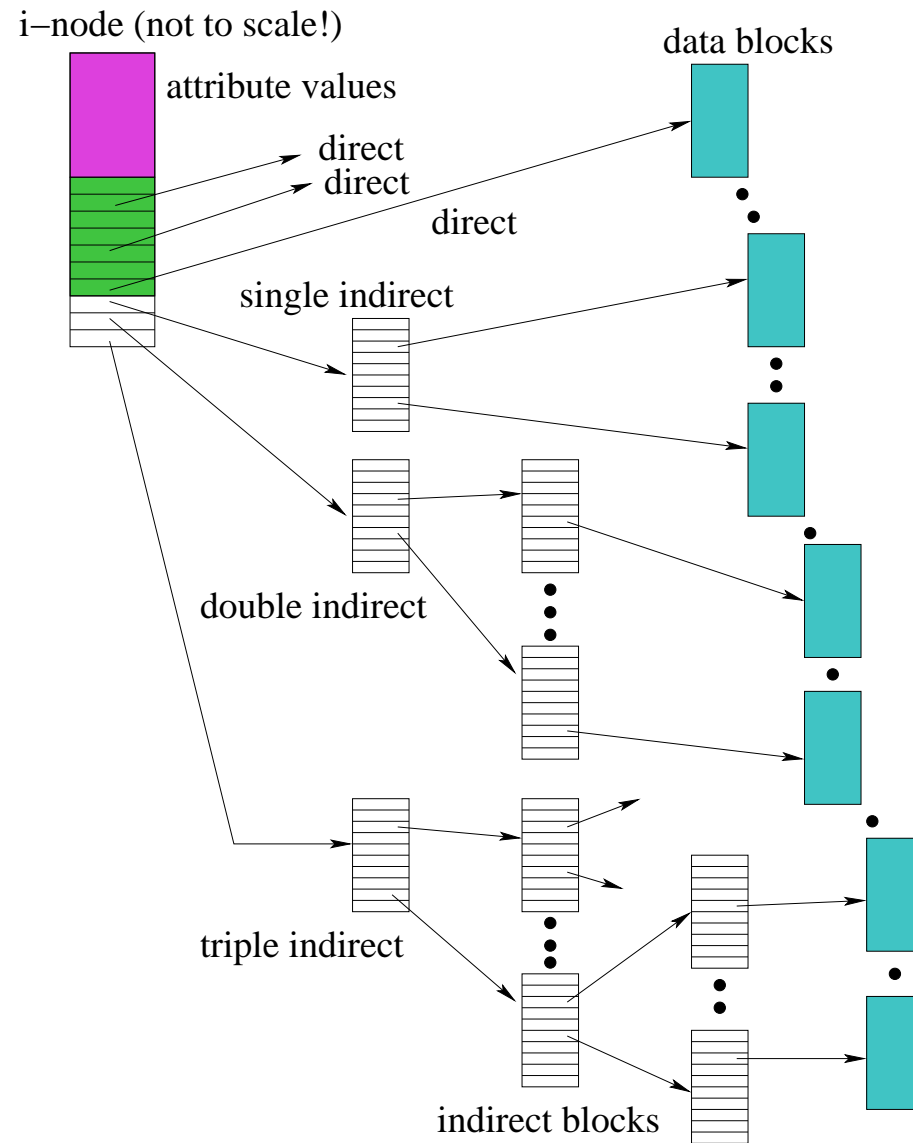 i-node (not to scale!)
data blocks
attribute values
direct
direct
direct
single indirect
double indirect
triple indirect
indirect blocks